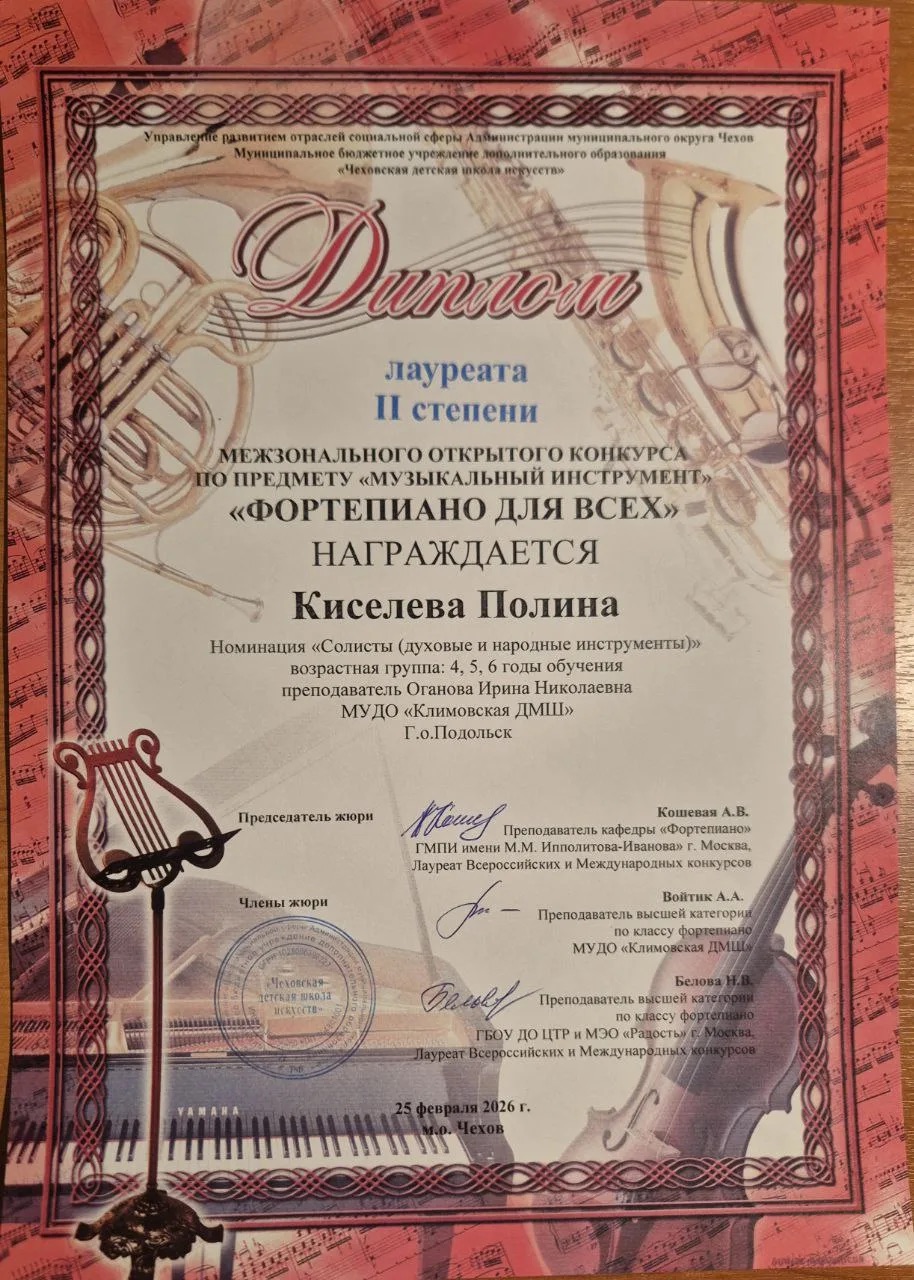 Управление развитием отраслей социальной сферы Администрации муниципального округа Чехов
Муниципальное бюджетное учреждение дополнительного образования
«Чеховская детская школа искусств»
Диплом
лауреата
II степени
МЕЖЗОНАЛЬНОГО ОТКРЫТОГО КОНКУРСА
ПО ПРЕДМЕТУ «МУЗЫКАЛЬНЫЙ ИНСТРУМЕНТ»
«ФОРТЕПИАНО ДЛЯ ВСЕХ»
НАГРАЖДАЕТСЯ
Киселева Полина
Номинация «Солисты (духовые и народные инструменты)»
возрастная группа: 4, 5, 6 годы обучения
преподаватель Оганова Ирина Николаевна
МУДО «Климовская ДМШ»
Г.о.Подольск
Председатель жюри
Кошевая А.В.
Преподаватель кафедры «Фортепиано»
ГМПИ имени М.М. Ипполитова-Иванова» г. Москва,
Лауреат Всероссийских и Международных конкурсов
Члены жюри
Войтик А.А.
Преподаватель высшей категории
по классу фортепиано
МУДО «Климовская ДМШ»
Белова Н.В.
Преподаватель высшей категории
по классу фортепиано
ГБОУ ДО ЦТР и МЭО «Радость» г. Москва,
Лауреат Всероссийских и Международных конкурсов
«Чеховская
детская школа
искусств»
YAMAHA
25 февраля 2026 г.
м.о. Чехов